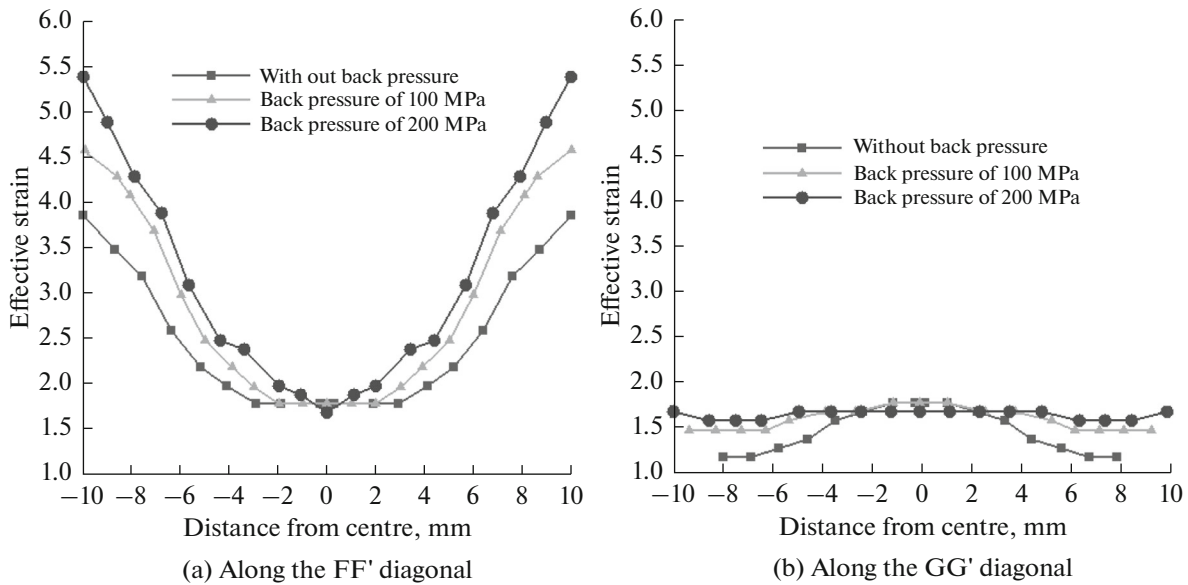 6.0
5.5
5.0
4.5
4.0
3.5
3.0
2.5
2.0
1.5
1.0
Effective strain
With out back pressure
Back pressure of 100 MPa
Back pressure of 200 MPa
−10 −8 −6 −4 −2 0 2 4 6 8 10
Distance from centre, mm
(a) Along the FF' diagonal
6.0
5.5
5.0
4.5
4.0
3.5
3.0
2.5
2.0
1.5
1.0
Effective strain
Without back pressure
Back pressure of 100 MPa
Back pressure of 200 MPa
−10 −8 −6 −4 −2 0 2 4 6 8 10
Distance from centre, mm
(b) Along the GG' diagonal